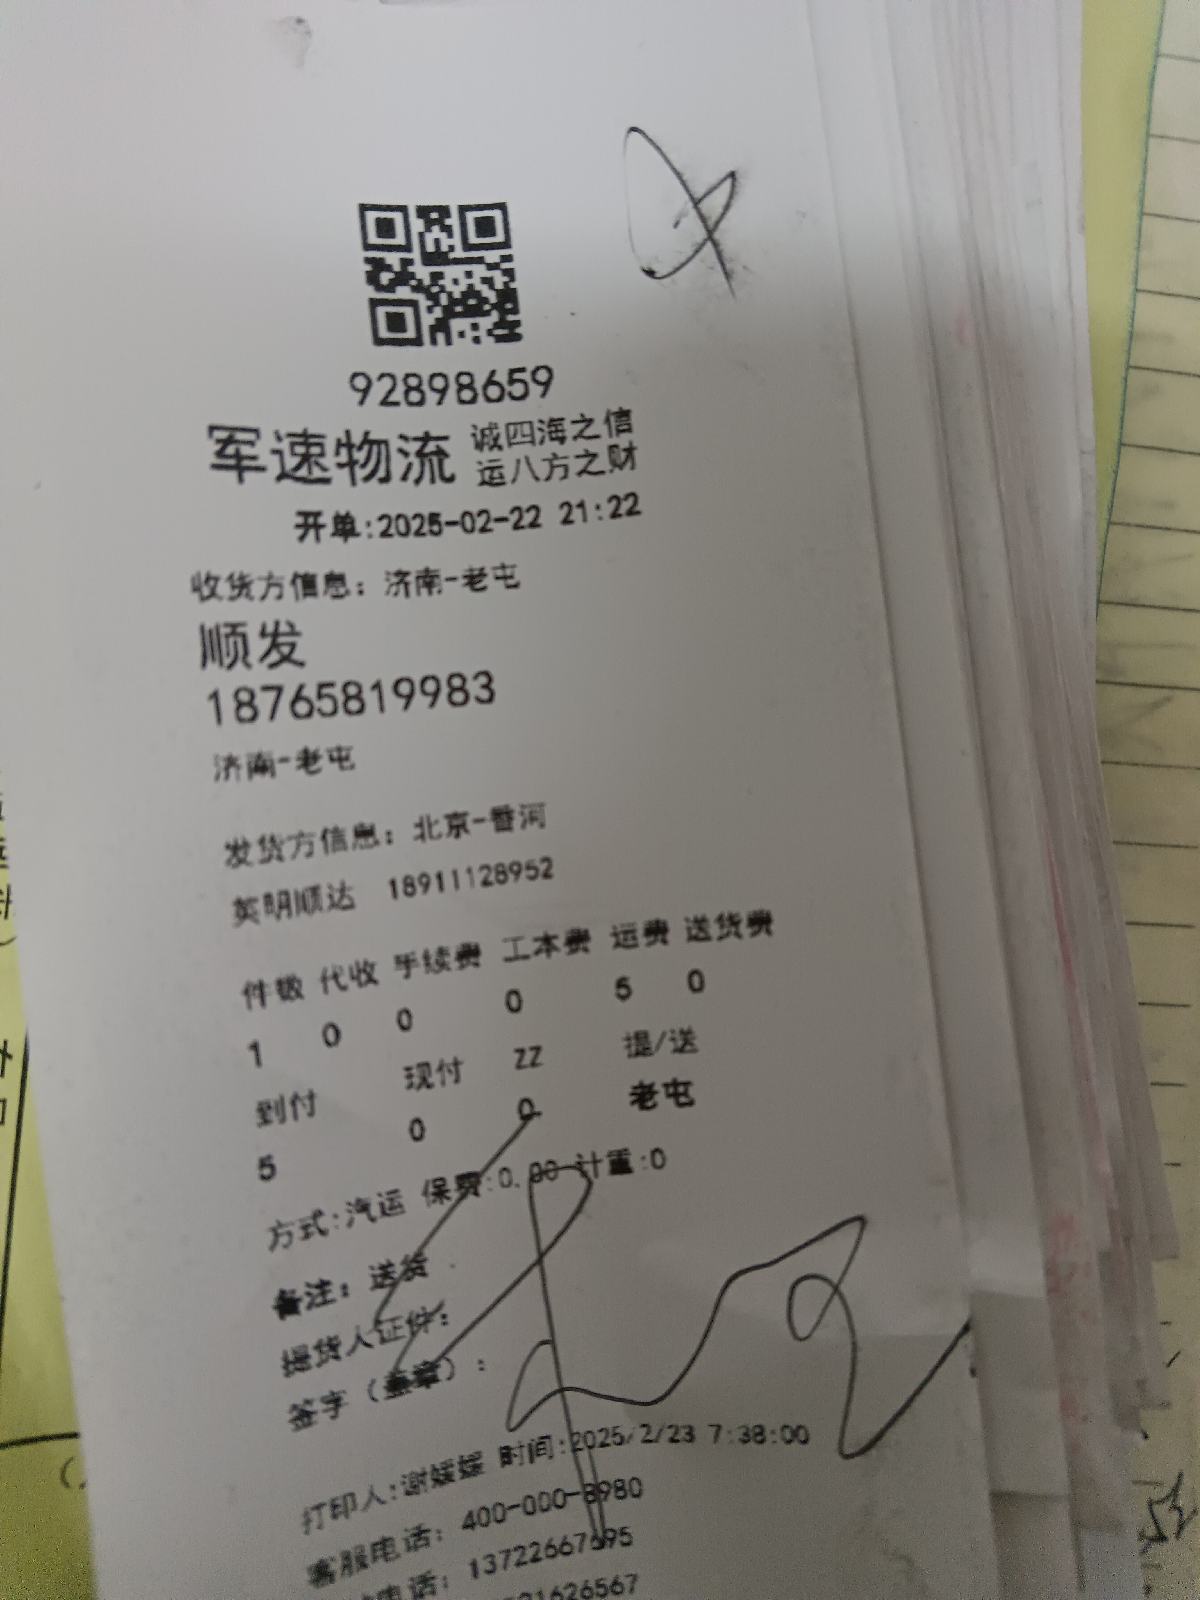 92898659
军速物流 诚四海之信
运八方之财
开单:2025-02-22 21:22
收货方信息: 济南-老屯
顺发
18765819983
济南-老屯
发货方信息: 北京-香河
英明顺达 18911128952
件数 代收 手续费 工本费 运费 送货费
1 0 0 0 5 0
到付 现付 ZZ 提/送
5 0 0 老屯
方式:汽运 保费:0.00 计重:0
备注: 送货
提货人证件:
签字(盖章):
打印人:谢媛媛 时间:2025/2/23 7:38:00
客服电话: 400-000-8980
电话: 13722667695
21626567